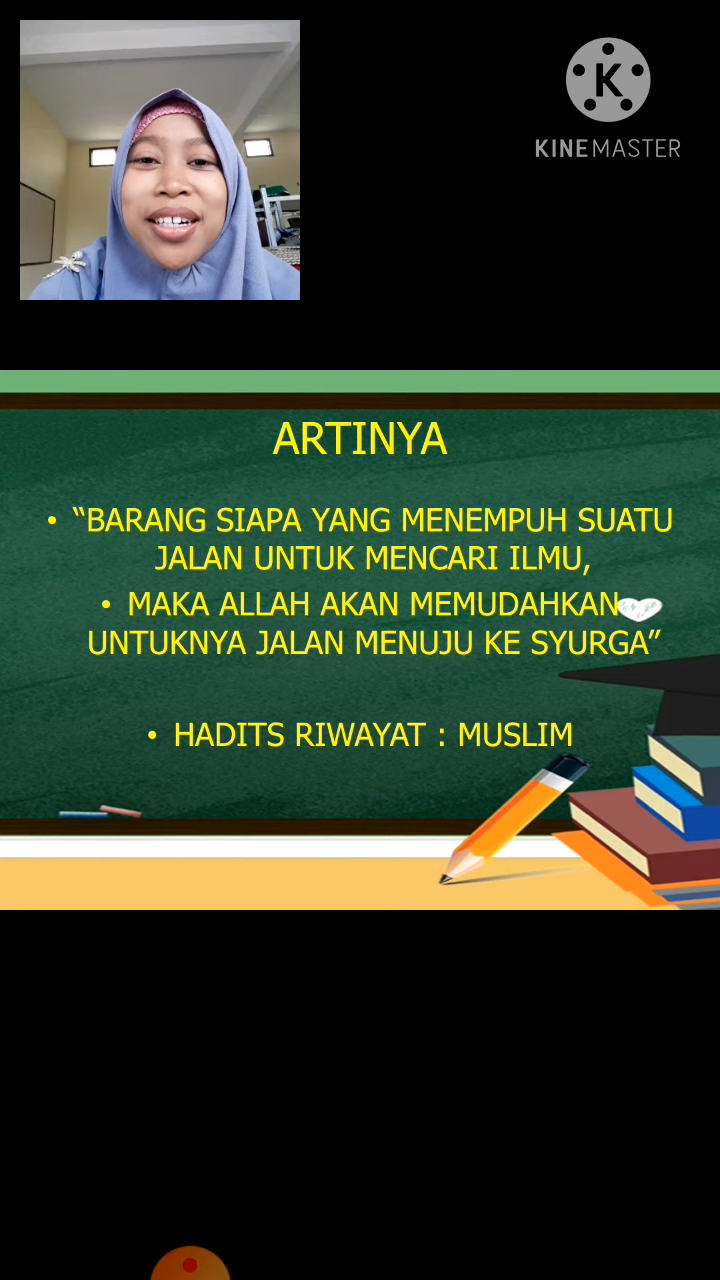 K
KINEMASTER
ARTINYA
• “BARANG SIAPA YANG MENEMPUH SUATU
JALAN UNTUK MENCARI ILMU,
• MAKA ALLAH AKAN MEMUDAHKAN
UNTUKNYA JALAN MENUJU KE SYURGA”
• HADITS RIWAYAT : MUSLIM